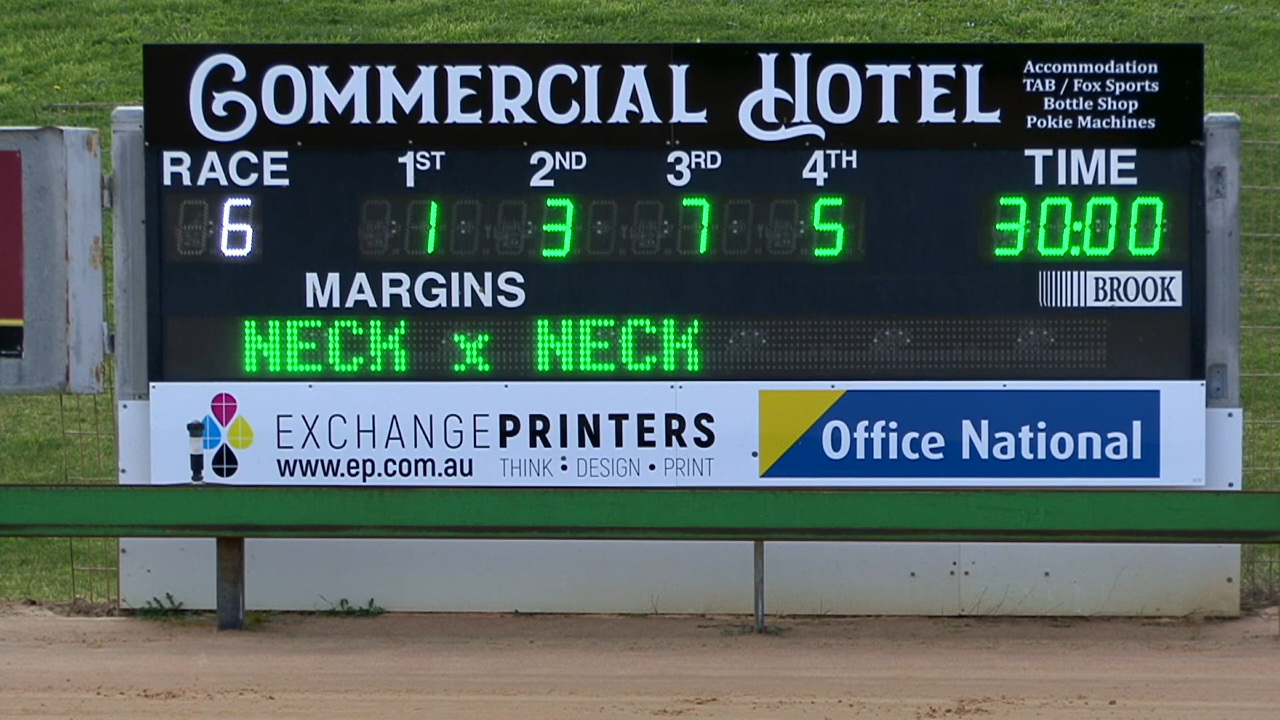 COMMERCIAL HOTEL
Accommodation
TAB / Fox Sports
Bottle Shop
Pokie Machines
RACE 1ST 2ND 3RD 4TH TIME
6 1 3 7 5 30:00
MARGINS
BROOK
NECK x NECK
EXCHANGEPRINTERS
www.ep.com.au THINK • DESIGN • PRINT
Office National